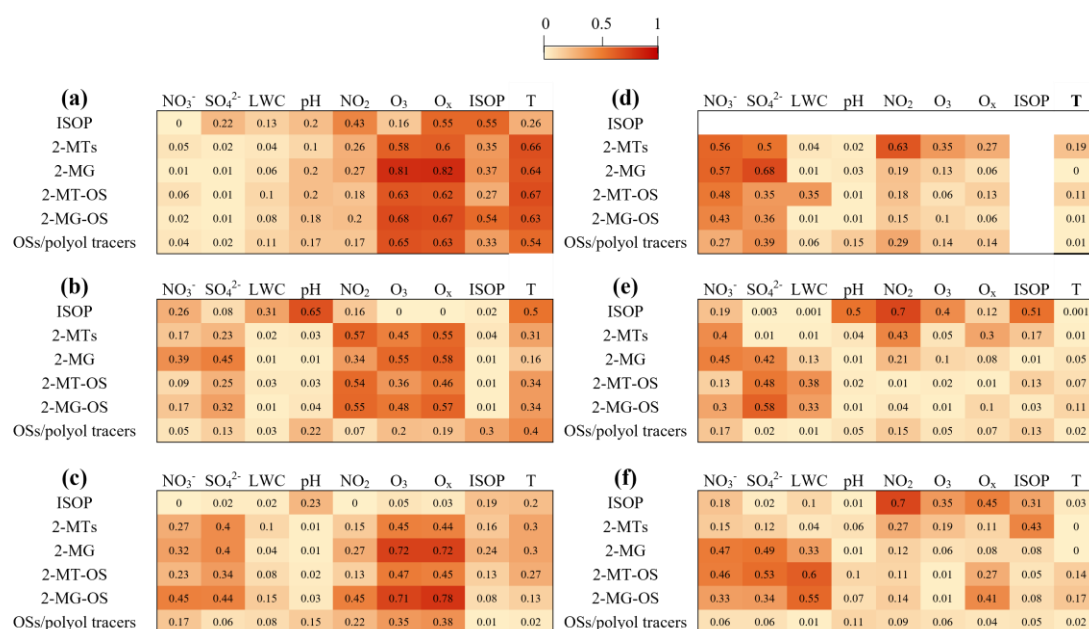 0 0.5 1
(a) NO₃⁻ SO₄²⁻ LWC pH NO₂ O₃ Oₓ ISOP T
ISOP 0 0.22 0.13 0.2 0.43 0.16 0.55 0.55 0.26
2-MTs 0.05 0.02 0.04 0.1 0.26 0.58 0.6 0.35 0.66
2-MG 0.01 0.01 0.06 0.2 0.27 0.81 0.82 0.37 0.64
2-MT-OS 0.06 0.01 0.1 0.2 0.18 0.63 0.62 0.27 0.67
2-MG-OS 0.02 0.01 0.08 0.18 0.2 0.68 0.67 0.54 0.63
OSs/polyol tracers 0.04 0.02 0.11 0.17 0.17 0.65 0.63 0.33 0.54
(b) NO₃⁻ SO₄²⁻ LWC pH NO₂ O₃ Oₓ ISOP T
ISOP 0.26 0.08 0.31 0.65 0.16 0 0 0.02 0.5
2-MTs 0.17 0.23 0.02 0.03 0.57 0.45 0.55 0.01 0.31
2-MG 0.39 0.45 0.01 0.01 0.34 0.55 0.58 0.01 0.16
2-MT-OS 0.09 0.25 0.03 0.03 0.54 0.36 0.46 0.01 0.34
2-MG-OS 0.17 0.32 0.01 0.04 0.55 0.48 0.57 0.01 0.34
OSs/polyol tracers 0.05 0.13 0.03 0.22 0.07 0.2 0.19 0.3 0.4
(c) NO₃⁻ SO₄²⁻ LWC pH NO₂ O₃ Oₓ ISOP T
ISOP 0 0.02 0.02 0.23 0 0.05 0.03 0.19 0.2
2-MTs 0.27 0.4 0.1 0.01 0.15 0.45 0.44 0.16 0.3
2-MG 0.32 0.4 0.04 0.01 0.27 0.72 0.72 0.24 0.3
2-MT-OS 0.23 0.34 0.08 0.02 0.13 0.47 0.45 0.13 0.27
2-MG-OS 0.45 0.44 0.15 0.03 0.45 0.71 0.78 0.08 0.13
OSs/polyol tracers 0.17 0.06 0.08 0.15 0.22 0.35 0.38 0.01 0.02
(d) NO₃⁻ SO₄²⁻ LWC pH NO₂ O₃ Oₓ ISOP T
ISOP
2-MTs 0.56 0.5 0.04 0.02 0.63 0.35 0.27 0.19
2-MG 0.57 0.68 0.01 0.03 0.19 0.13 0.06 0
2-MT-OS 0.48 0.35 0.35 0.01 0.18 0.06 0.13 0.11
2-MG-OS 0.43 0.36 0.01 0.01 0.15 0.1 0.06 0.01
OSs/polyol tracers 0.27 0.39 0.06 0.15 0.29 0.14 0.14 0.01
(e) NO₃⁻ SO₄²⁻ LWC pH NO₂ O₃ Oₓ ISOP T
ISOP 0.19 0.003 0.001 0.5 0.7 0.4 0.12 0.51 0.001
2-MTs 0.4 0.01 0.01 0.04 0.43 0.05 0.3 0.17 0.01
2-MG 0.45 0.42 0.13 0.01 0.21 0.1 0.08 0.01 0.05
2-MT-OS 0.13 0.48 0.38 0.02 0.01 0.02 0.01 0.13 0.07
2-MG-OS 0.3 0.58 0.33 0.01 0.04 0.01 0.1 0.03 0.11
OSs/polyol tracers 0.17 0.02 0.01 0.05 0.15 0.05 0.07 0.13 0.02
(f) NO₃⁻ SO₄²⁻ LWC pH NO₂ O₃ Oₓ ISOP T
ISOP 0.18 0.02 0.1 0.01 0.7 0.35 0.45 0.31 0.03
2-MTs 0.15 0.12 0.04 0.06 0.27 0.19 0.11 0.43 0
2-MG 0.47 0.49 0.33 0.01 0.12 0.06 0.08 0.08 0
2-MT-OS 0.46 0.53 0.6 0.1 0.11 0.01 0.27 0.05 0.14
2-MG-OS 0.33 0.34 0.55 0.07 0.14 0.01 0.41 0.08 0.17
OSs/polyol tracers 0.06 0.06 0.01 0.11 0.09 0.06 0.04 0.05 0.02